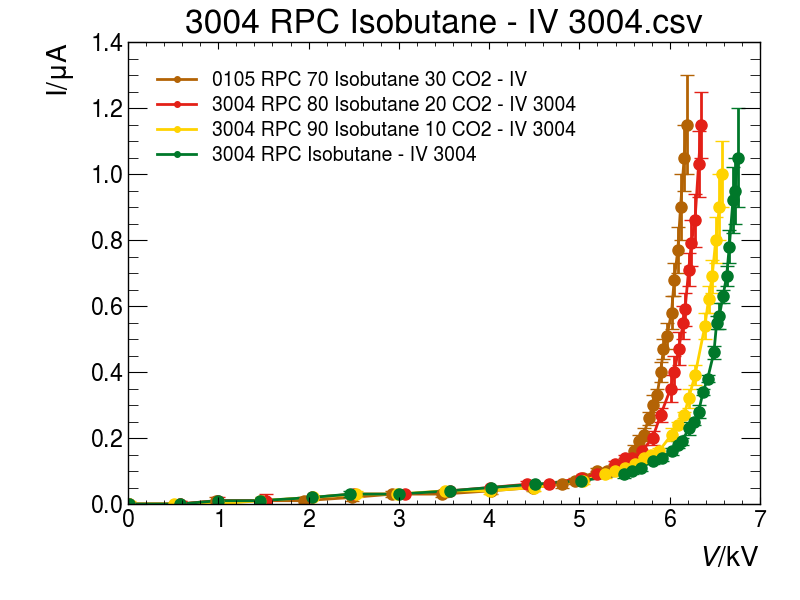 3004 RPC Isobutane - IV 3004.csv
I/μA
1.4
1.2
1.0
0.8
0.6
0.4
0.2
0.0
0105 RPC 70 Isobutane 30 CO2 - IV
3004 RPC 80 Isobutane 20 CO2 - IV 3004
3004 RPC 90 Isobutane 10 CO2 - IV 3004
3004 RPC Isobutane - IV 3004
0 1 2 3 4 5 6 7
V/kV